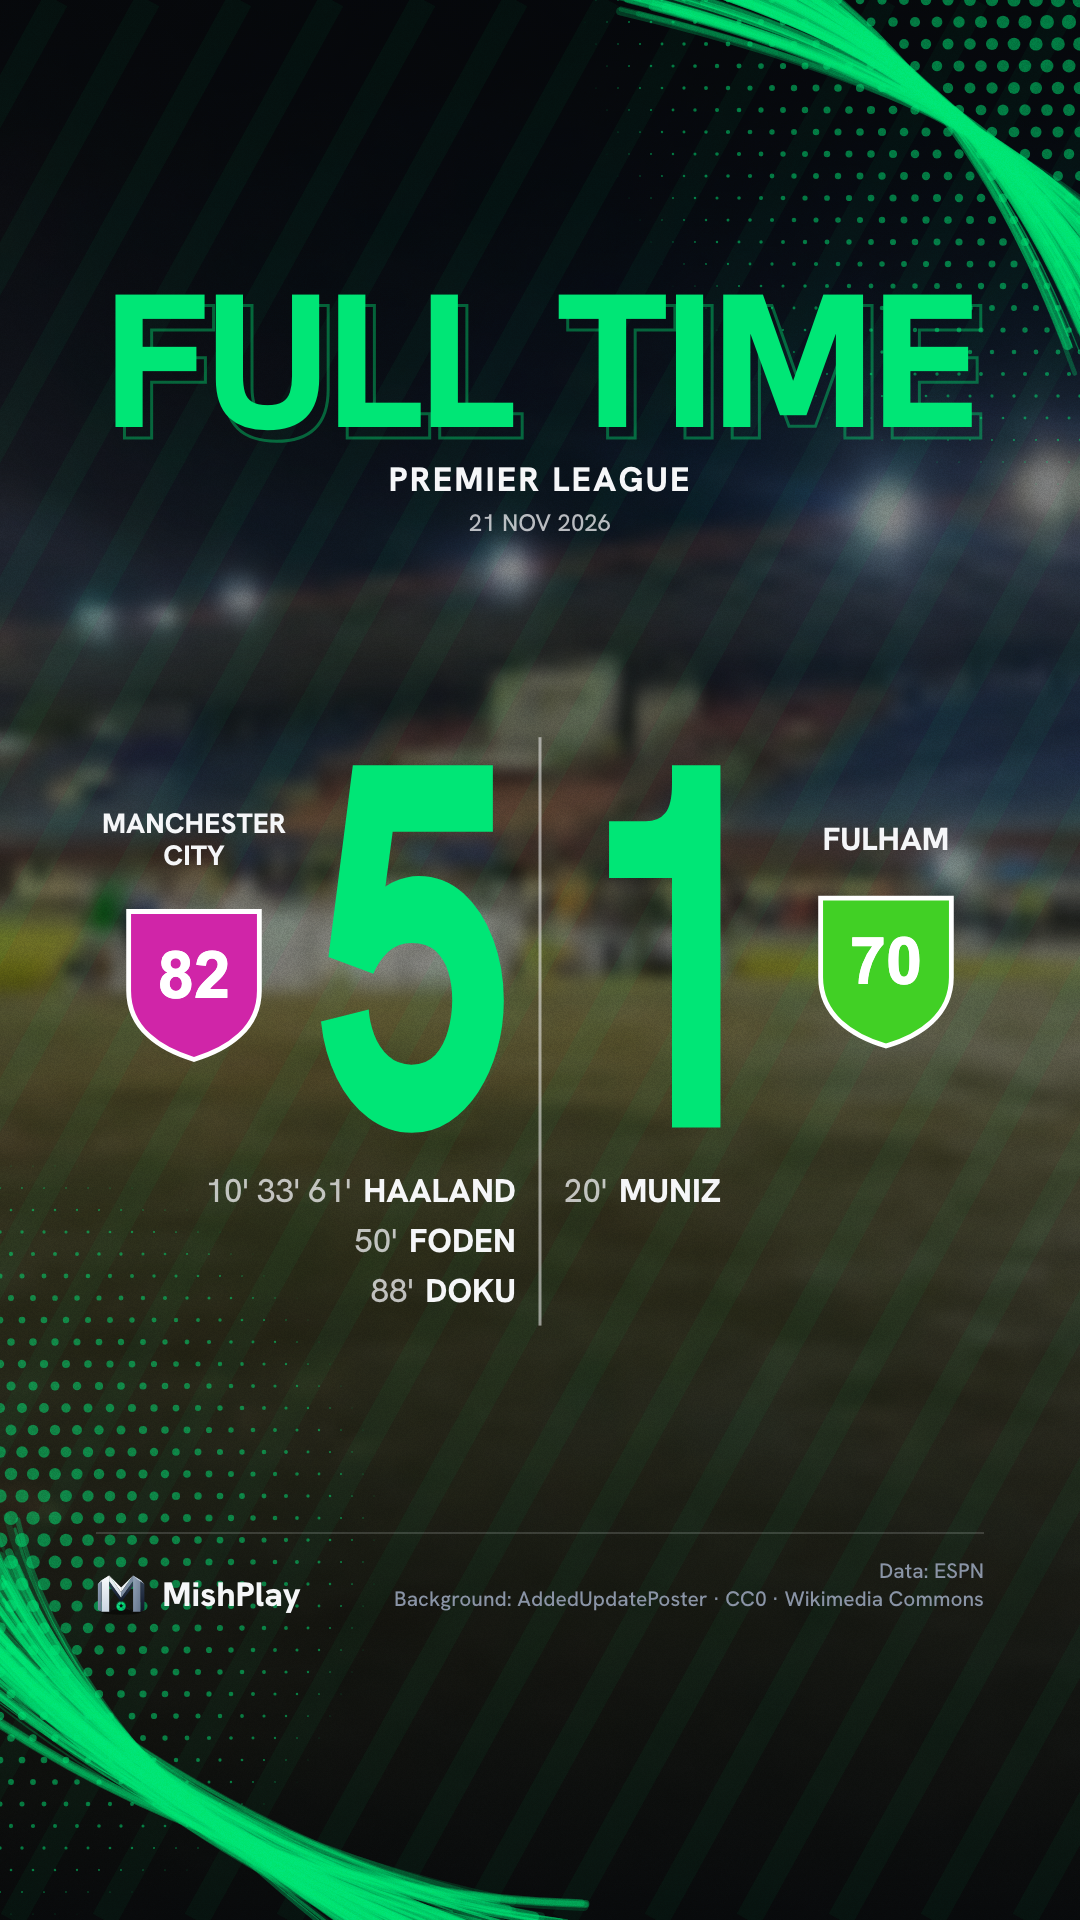 FULL TIME
PREMIER LEAGUE
21 NOV 2026
MANCHESTER
CITY
82
5
1
FULHAM
70
10' 33' 61' HAALAND
50' FODEN
88' DOKU
20' MUNIZ
MishPlay
Data: ESPN
Background: AddedUpdatePoster · CC0 · Wikimedia Commons